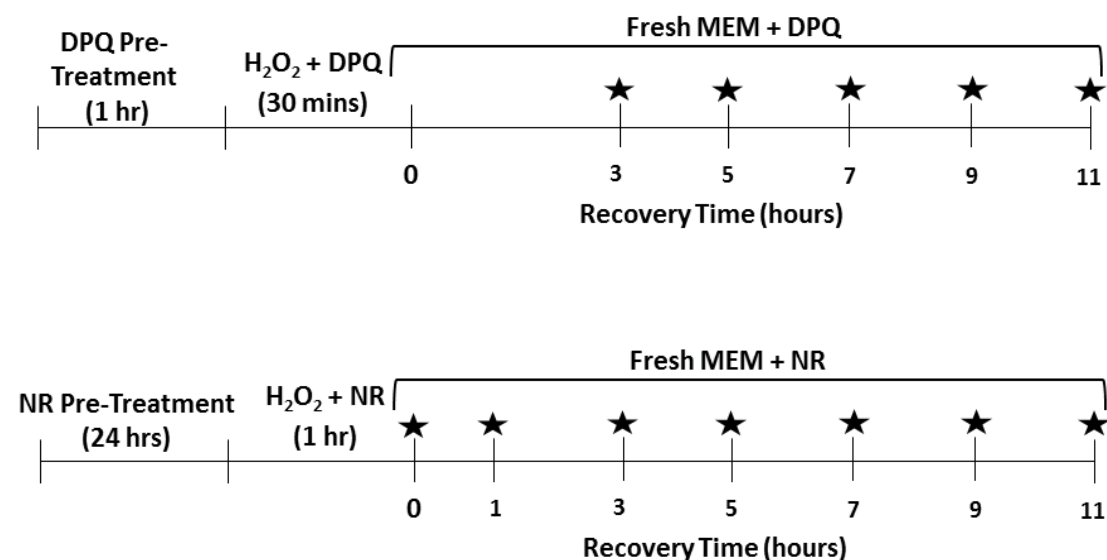 Fresh MEM + DPQ
DPQ Pre-
Treatment
(1 hr)
H₂O₂ + DPQ
(30 mins)
0 3 5 7 9 11
Recovery Time (hours)
Fresh MEM + NR
NR Pre-Treatment
(24 hrs)
H₂O₂ + NR
(1 hr)
0 1 3 5 7 9 11
Recovery Time (hours)